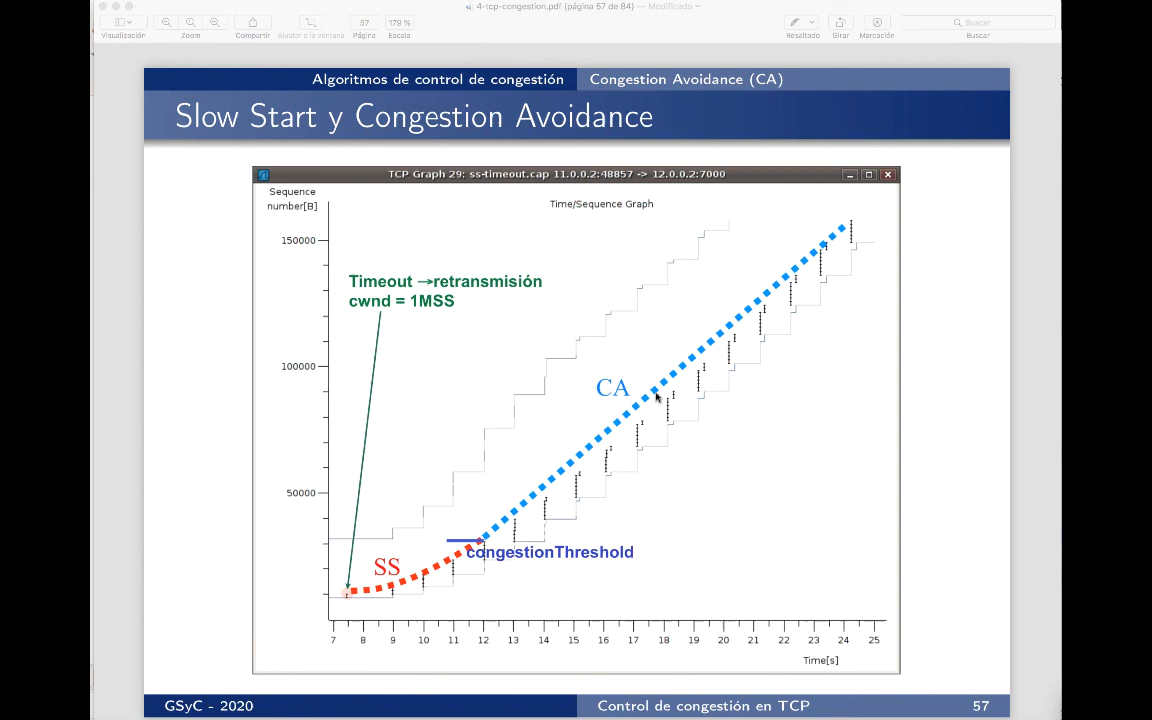 4-tcp-congestion.pdf (página 57 de 84) — Modificado
57
179 %
Visualización
Zoom
Compartir
Ajustar a la ventana
Página
Escala
Resaltado
Girar
Marcación
Buscar
Buscar
Algoritmos de control de congestión
Congestion Avoidance (CA)
Slow Start y Congestion Avoidance
TCP Graph 29: ss-timeout.cap 11.0.0.2:48857 -> 12.0.0.2:7000
Sequence
number[B]
Time/Sequence Graph
150000
Timeout →retransmisión
cwnd = 1MSS
100000
CA
50000
congestionThreshold
SS
7 8 9 10 11 12 13 14 15 16 17 18 19 20 21 22 23 24 25
Time[s]
GSyC - 2020
Control de congestión en TCP
57